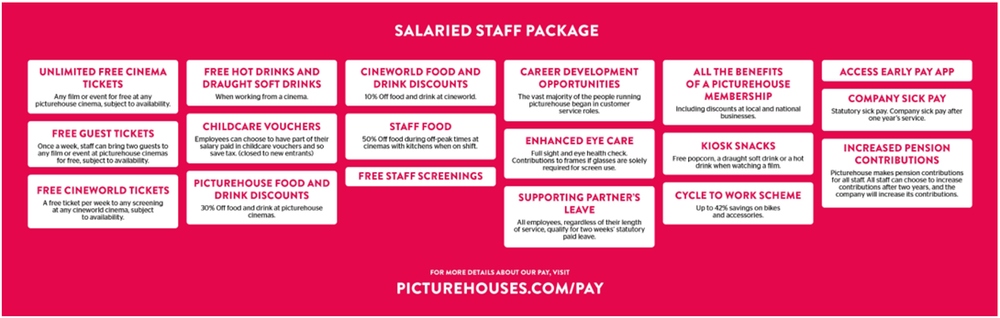 SALARIED STAFF PACKAGE
UNLIMITED FREE CINEMA
TICKETS
Any film or event for free at any
picturehouse cinema, subject to availability.
FREE GUEST TICKETS
Once a week, staff can bring two guests to
any film or event at picturehouse cinemas
for free, subject to availability.
FREE CINEWORLD TICKETS
A free ticket per week to any screening
at any cineworld cinema, subject
to availability.
FREE HOT DRINKS AND
DRAUGHT SOFT DRINKS
When working from a cinema.
CHILDCARE VOUCHERS
Employees can choose to have part of their
salary paid in childcare vouchers and so
save tax. (closed to new entrants)
PICTUREHOUSE FOOD AND
DRINK DISCOUNTS
30% Off food and drink at picturehouse
cinemas.
CINEWORLD FOOD AND
DRINK DISCOUNTS
10% Off food and drink at cineworld.
STAFF FOOD
50% Off food during off-peak times at
cinemas with kitchens when on shift.
FREE STAFF SCREENINGS
CAREER DEVELOPMENT
OPPORTUNITIES
The vast majority of the people running
picturehouse began in customer
service roles.
ENHANCED EYE CARE
Full sight and eye health check.
Contributions to frames if glasses are solely
required for screen use.
SUPPORTING PARTNER'S
LEAVE
All employees, regardless of their length
of service, qualify for two weeks' statutory
paid leave.
ALL THE BENEFITS
OF A PICTUREHOUSE
MEMBERSHIP
Including discounts at local and national
businesses.
KIOSK SNACKS
Free popcorn, a draught soft drink or a hot
drink when watching a film.
CYCLE TO WORK SCHEME
Up to 42% savings on bikes
and accessories.
ACCESS EARLY PAY APP
COMPANY SICK PAY
Statutory sick pay. Company sick pay after
one year's service.
INCREASED PENSION
CONTRIBUTIONS
Picturehouse makes pension contributions
for all staff. All staff can choose to increase
contributions after two years, and the
company will increase its contributions.
FOR MORE DETAILS ABOUT OUR PAY, VISIT
PICTUREHOUSES.COM/PAY